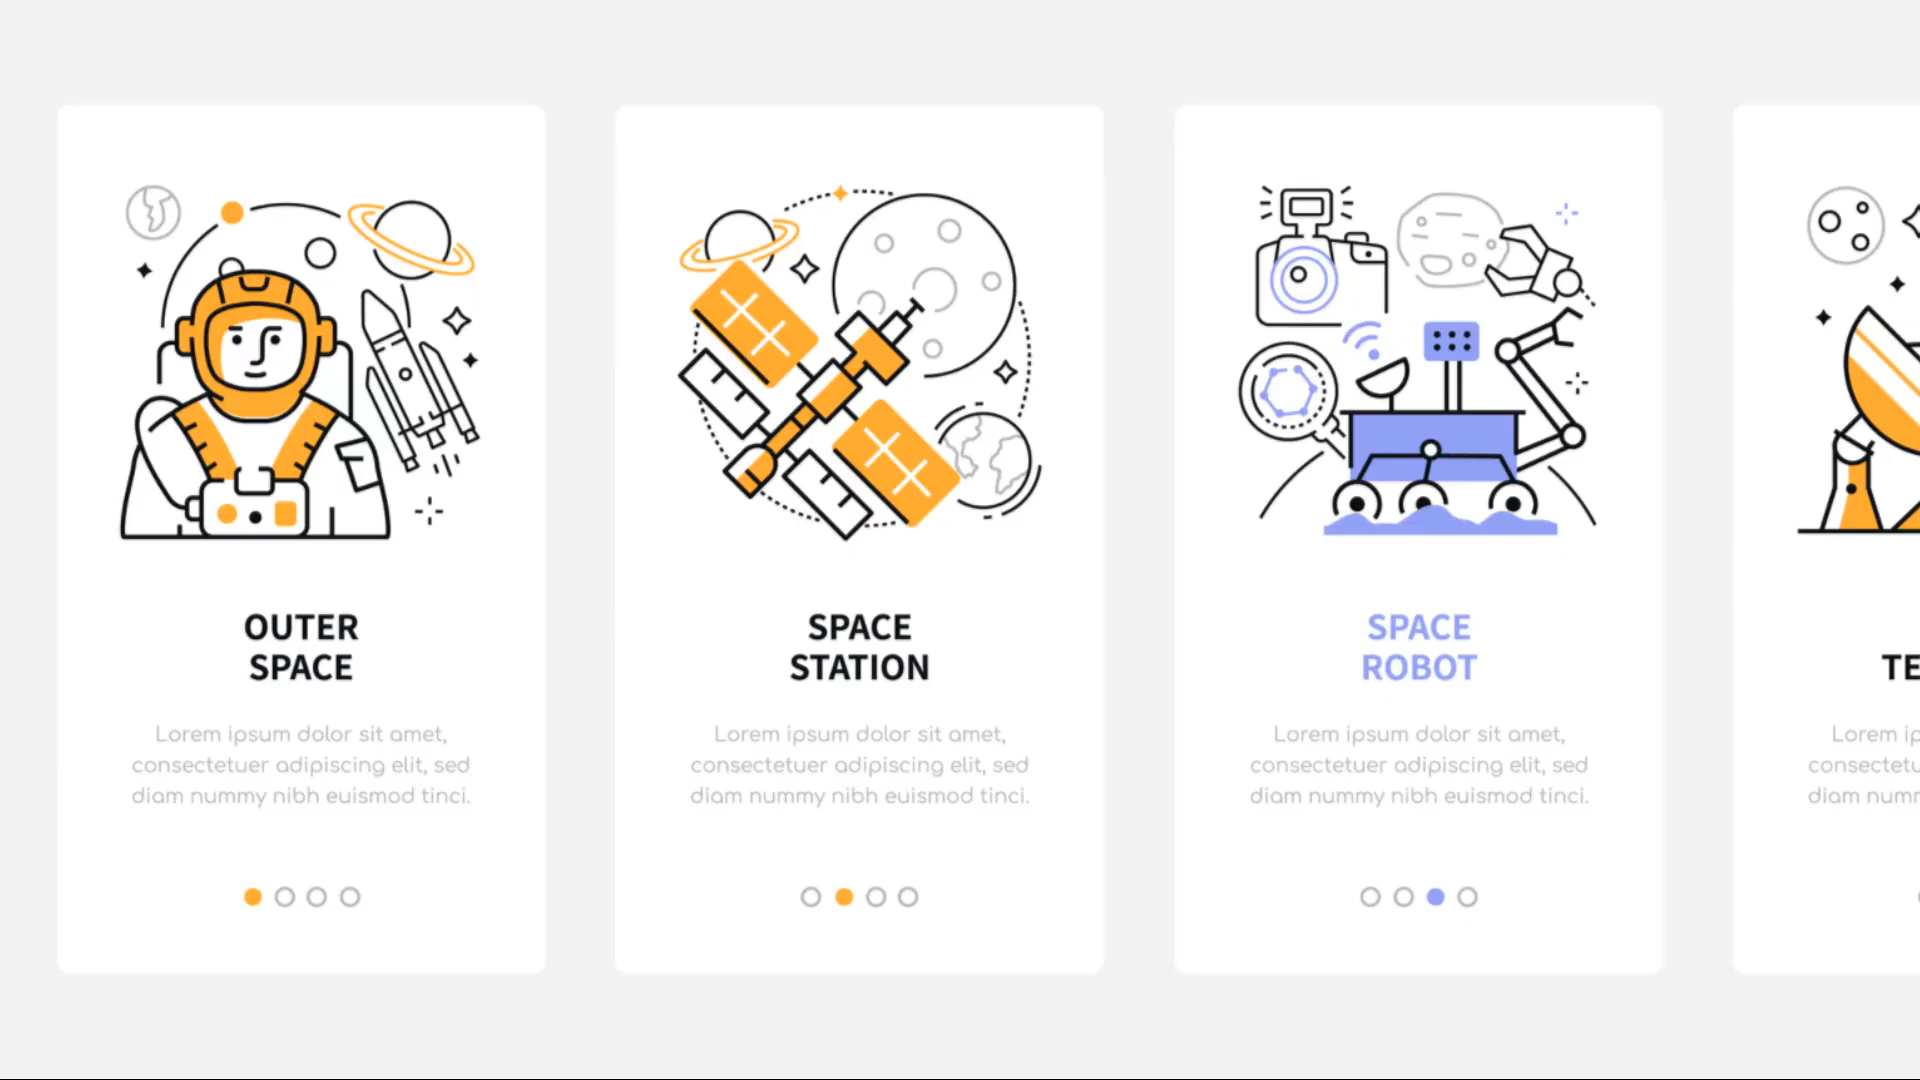 OUTER
SPACE
Lorem ipsum dolor sit amet,
consectetuer adipiscing elit, sed
diam nummy nibh euismod tinci.
SPACE
STATION
Lorem ipsum dolor sit amet,
consectetuer adipiscing elit, sed
diam nummy nibh euismod tinci.
SPACE
ROBOT
Lorem ipsum dolor sit amet,
consectetuer adipiscing elit, sed
diam nummy nibh euismod tinci.
Lorem